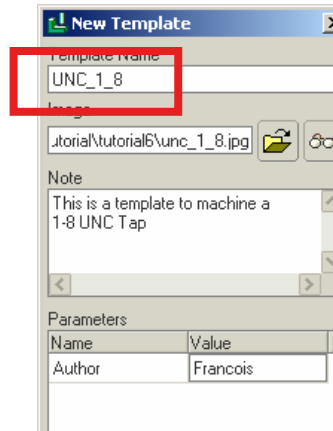 New Template
Template Name
UNC_1_8
Image
.utorial\tutorial6\unc_1_8.jpg
Note
This is a template to machine a
1-8 UNC Tap
Parameters
Name Value
Author Francois